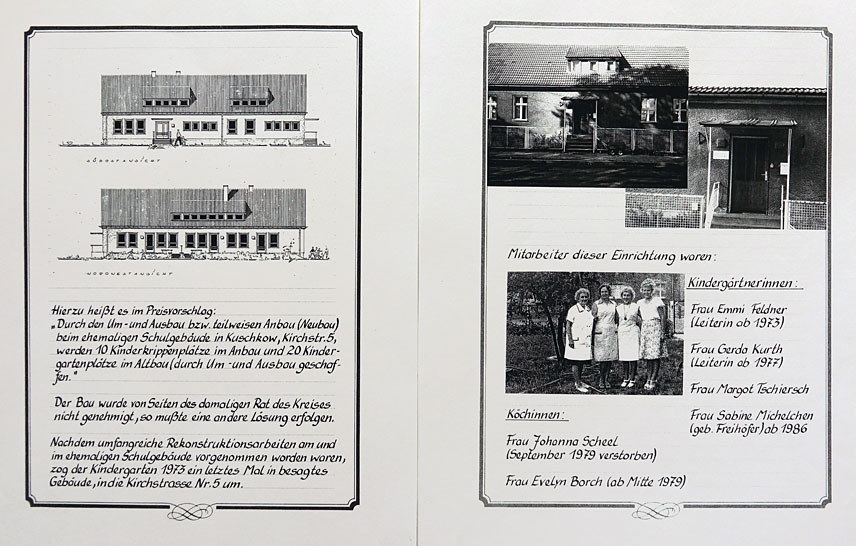 SÜDOSTANSICHT
NORDWESTANSICHT
Hierzu heißt es im Preisvorschlag:
„Durch den Um- und Ausbau bzw. teilweisen Anbau (Neubau)
beim ehemaligen Schulgebäude in Kuschkow, Kirchstr. 5,
werden 10 Kinderkrippenplätze im Anbau und 20 Kinder-
gartenplätze im Altbau (durch Um- und Ausbau geschaf-
fen."
Der Bau wurde von Seiten des damaligen Rat des Kreises
nicht genehmigt, so mußte eine andere Lösung erfolgen.
Nachdem umfangreiche Rekonstruktionsarbeiten am und
im ehemaligen Schulgebäude vorgenommen worden waren,
zog der Kindergarten 1973 ein letztes Mal in besagtes
Gebäude, in die Kirchstrasse Nr. 5 um.
Mitarbeiter dieser Einrichtung waren:
Kindergärtnerinnen:
Frau Emmi Feldner
(Leiterin ab 1973)
Frau Gerda Kurth
(Leiterin ab 1977)
Frau Margot Tschiersch
Frau Sabine Michelchen
(geb. Freihöfer) ab 1986
Köchinnen:
Frau Johanna Scheel
(September 1979 verstorben)
Frau Evelyn Borch (ab Mitte 1979)